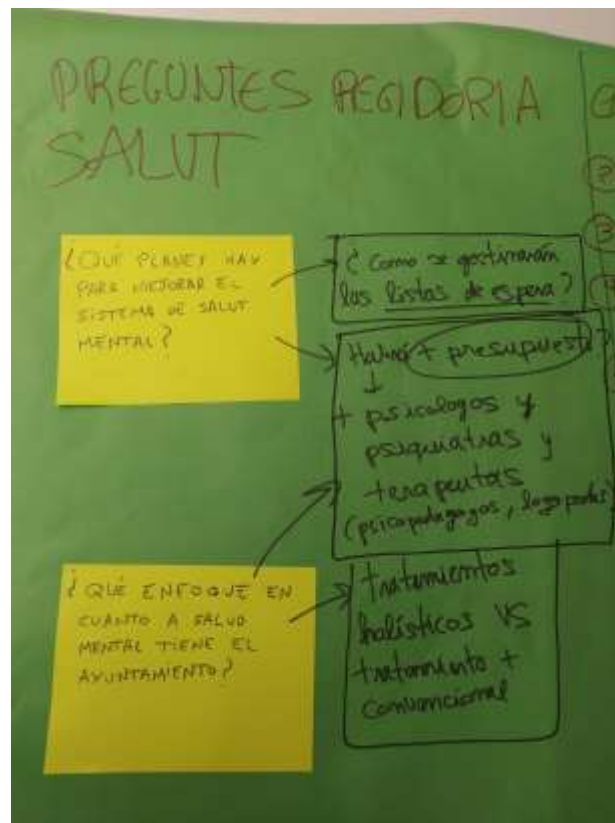 PREGUNTES REGIDORIA
SALUT
¿QUÉ PLANES HAY
PARA MEJORAR EL
SISTEMA DE SALUT
MENTAL?
¿Como se gestionarán
las listas de espera?
Habrá + presupuesto?
+ psicologos y
psiquiatras y
terapeutas
(psicopedagogos, logopedas)
¿QUÉ ENFOQUE EN
CUANTO A SALUD
MENTAL TIENE EL
AYUNTAMIENTO?
tratamientos
holísticos VS
tratamiento +
convencional